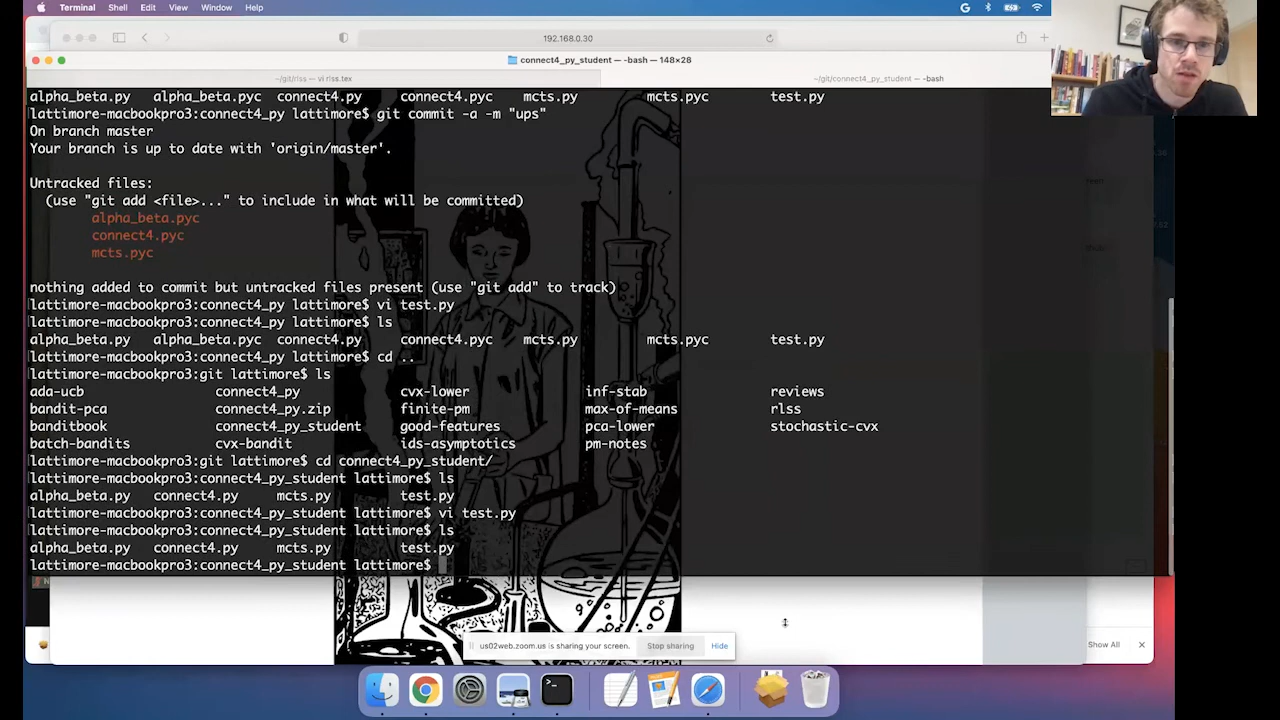 Terminal Shell Edit View Window Help
192.168.0.30
connect4_py_student — -bash — 148×28
~/git/rlss — vi rlss.tex
~/git/connect4_py_student — -bash
alpha_beta.py alpha_beta.pyc connect4.py connect4.pyc mcts.py mcts.pyc test.py
lattimore-macbookpro3:connect4_py lattimore$ git commit -a -m "ups"
On branch master
Your branch is up to date with 'origin/master'.
Untracked files:
(use "git add <file>..." to include in what will be committed)
alpha_beta.pyc
connect4.pyc
mcts.pyc
nothing added to commit but untracked files present (use "git add" to track)
lattimore-macbookpro3:connect4_py lattimore$ vi test.py
lattimore-macbookpro3:connect4_py lattimore$ ls
alpha_beta.py alpha_beta.pyc connect4.py connect4.pyc mcts.py mcts.pyc test.py
lattimore-macbookpro3:connect4_py lattimore$ cd ..
lattimore-macbookpro3:git lattimore$ ls
ada-ucb connect4_py cvx-lower inf-stab reviews
bandit-pca connect4_py.zip finite-pm max-of-means rlss
banditbook connect4_py_student good-features pca-lower stochastic-cvx
batch-bandits cvx-bandit ids-asymptotics pm-notes
lattimore-macbookpro3:git lattimore$ cd connect4_py_student/
lattimore-macbookpro3:connect4_py_student lattimore$ ls
alpha_beta.py connect4.py mcts.py test.py
lattimore-macbookpro3:connect4_py_student lattimore$ vi test.py
lattimore-macbookpro3:connect4_py_student lattimore$ ls
alpha_beta.py connect4.py mcts.py test.py
lattimore-macbookpro3:connect4_py_student lattimore$
us02web.zoom.us is sharing your screen. Stop sharing Hide
Show All